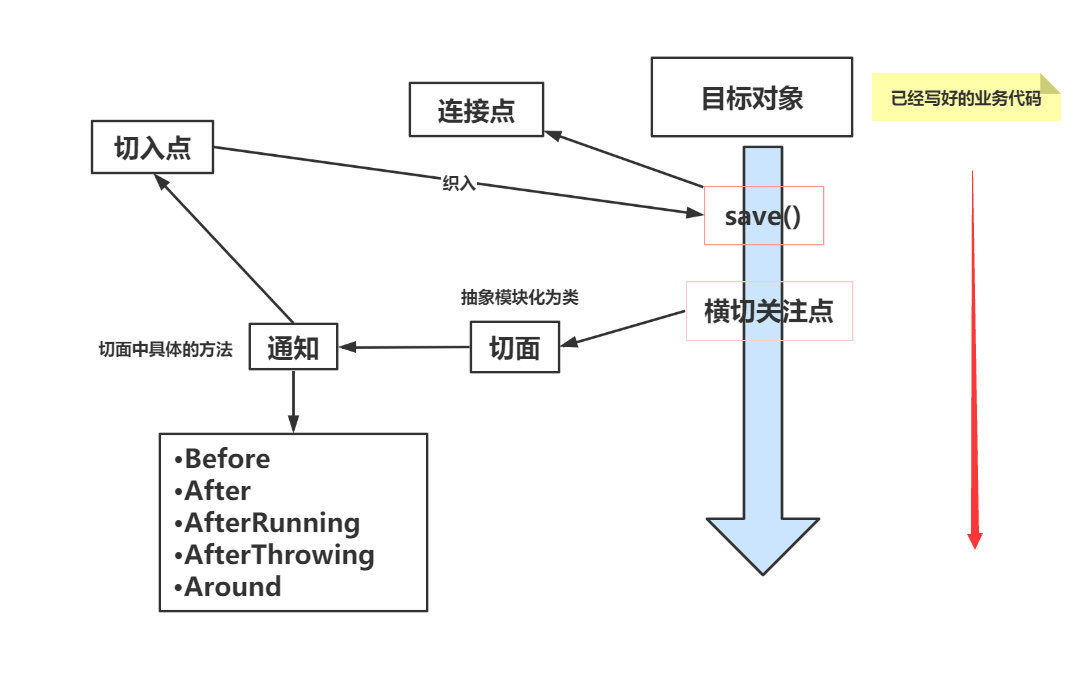 目标对象
已经写好的业务代码
连接点
切入点
织入
save()
抽象模块化为类
横切关注点
切面中具体的方法
通知
切面
•Before
•After
•AfterRunning
•AfterThrowing
•Around